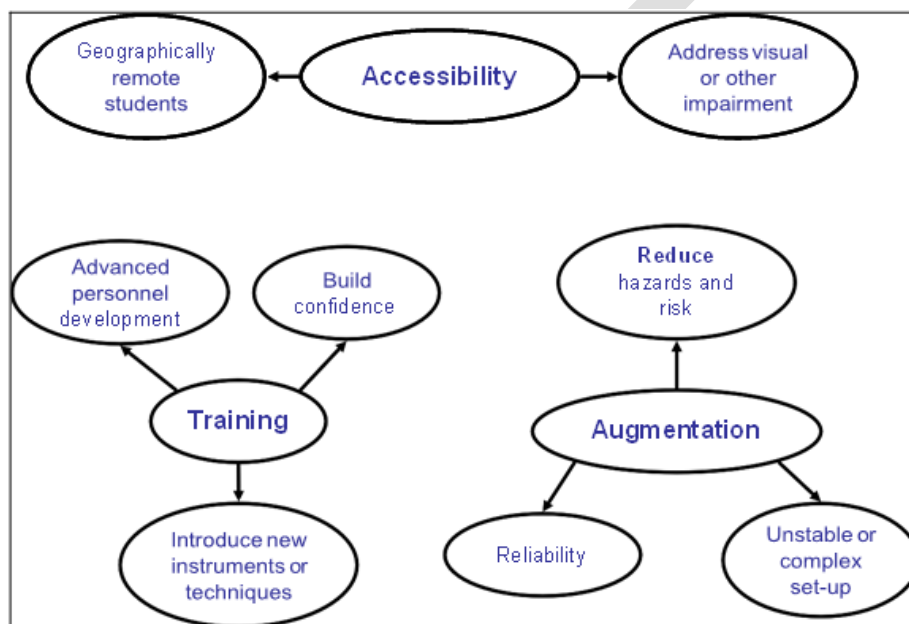 Geographically
remote
students
Accessibility
Address visual
or other
impairment
Advanced
personnel
development
Build
confidence
Reduce
hazards and
risk
Training
Augmentation
Introduce new
instruments or
techniques
Reliability
Unstable or
complex
set-up